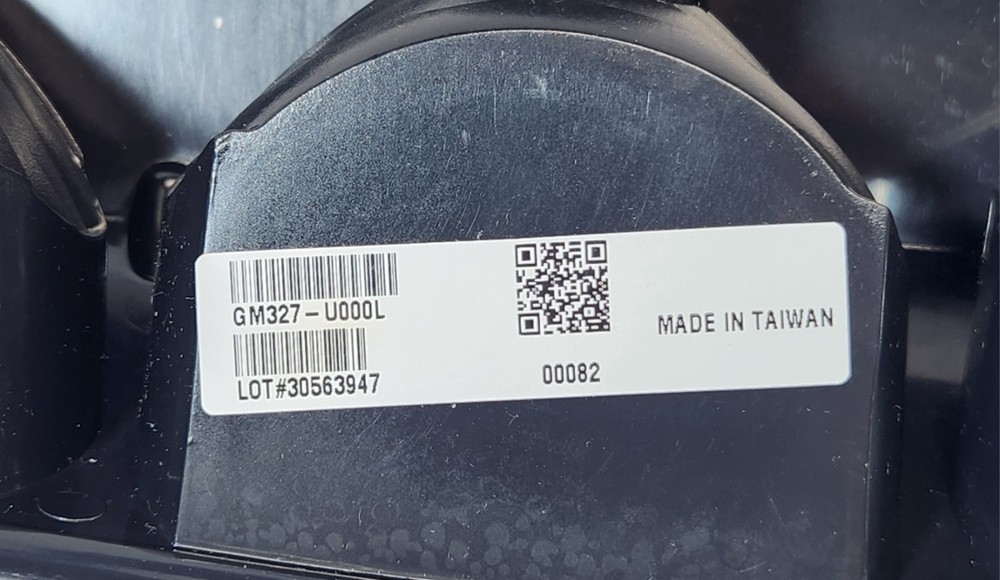 GM327-U000L
LOT#30563947
00082
MADE IN TAIWAN